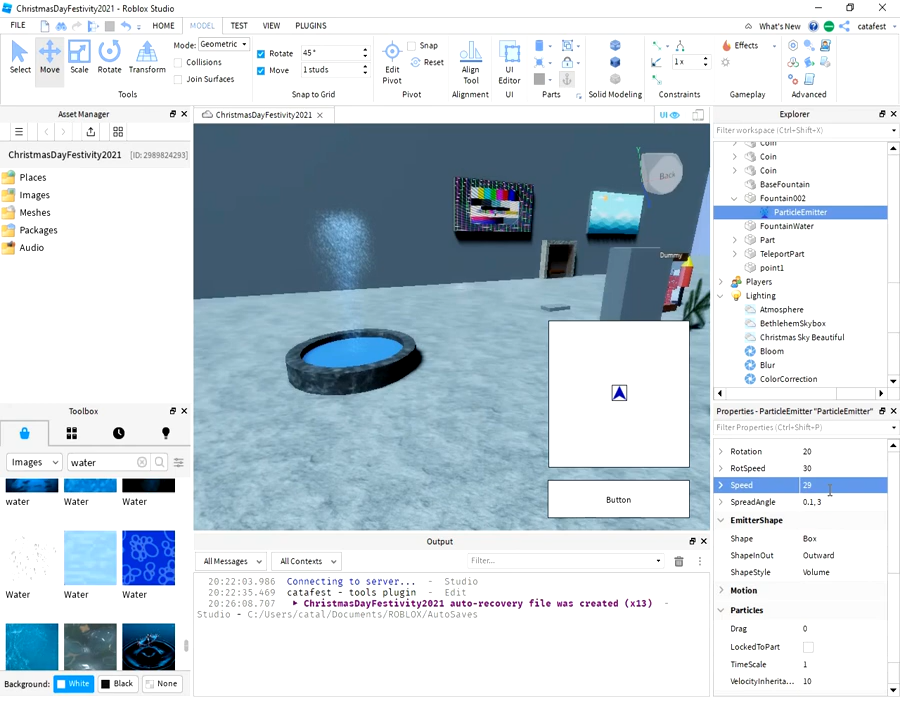 ChristmasDayFestivity2021 - Roblox Studio
FILE HOME MODEL TEST VIEW PLUGINS What's New catafest
Select Move Scale Rotate Transform
Mode: Geometric
Collisions
Join Surfaces
Tools
Rotate 45°
Move 1 studs
Snap to Grid
Edit Pivot
Snap
Reset
Pivot
Align Tool
Alignment
UI Editor
UI
Parts
Solid Modeling
1 x
Constraints
Effects
Gameplay
Advanced
Asset Manager
ChristmasDayFestivity2021 [ID: 2989824293]
Places
Images
Meshes
Packages
Audio
Toolbox
Images water
water Water Water
Water Water Water
Background: White Black None
ChristmasDayFestivity2021 UI
Y
Back
Dummy
Button
Output
All Messages All Contexts Filter...
20:22:03.986 Connecting to server... - Studio
20:22:35.469 catafest - tools plugin - Edit
20:26:08.707 ChristmasDayFestivity2021 auto-recovery file was created (x13) -
Studio - C:/Users/catal/Documents/ROBLOX/AutoSaves
Explorer
Filter workspace (Ctrl+Shift+X)
Coin
Coin
Coin
BaseFountain
Fountain002
ParticleEmitter
FountainWater
Part
TeleportPart
point1
Players
Lighting
Atmosphere
BethlehemSkybox
Christmas Sky Beautiful
Bloom
Blur
ColorCorrection
Properties - ParticleEmitter "ParticleEmitter"
Filter Properties (Ctrl+Shift+P)
Rotation 20
RotSpeed 30
Speed 29
SpreadAngle 0.1, 3
EmitterShape
Shape Box
ShapeInOut Outward
ShapeStyle Volume
Motion
Particles
Drag 0
LockedToPart
TimeScale 1
VelocityInherita... 10